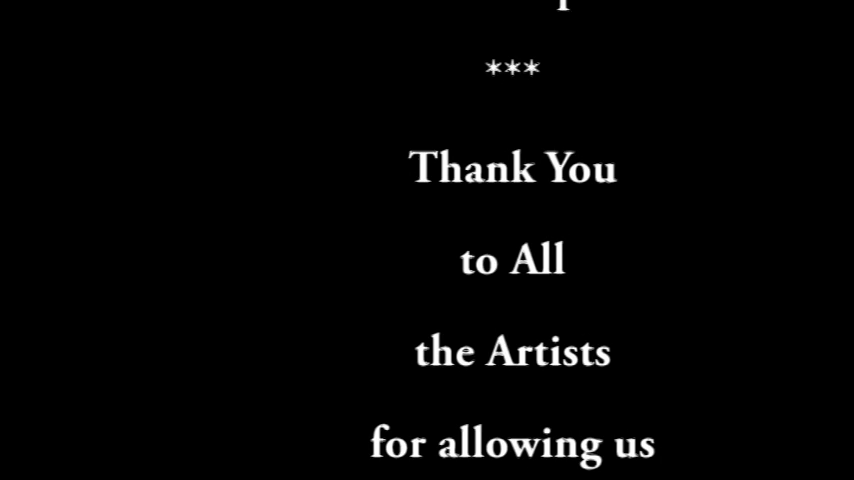 ***
Thank You
to All
the Artists
for allowing us